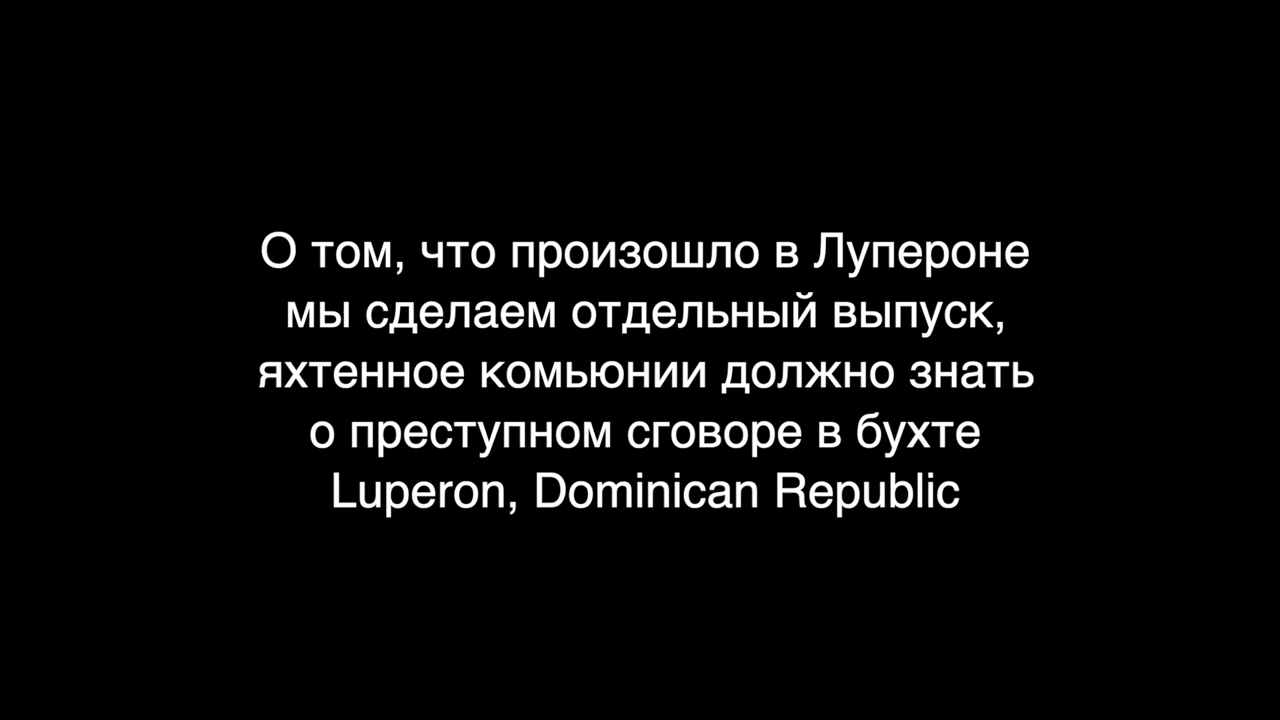 О том, что произошло в Лупероне
мы сделаем отдельный выпуск,
яхтенное комьюнии должно знать
о преступном сговоре в бухте
Luperon, Dominican Republic